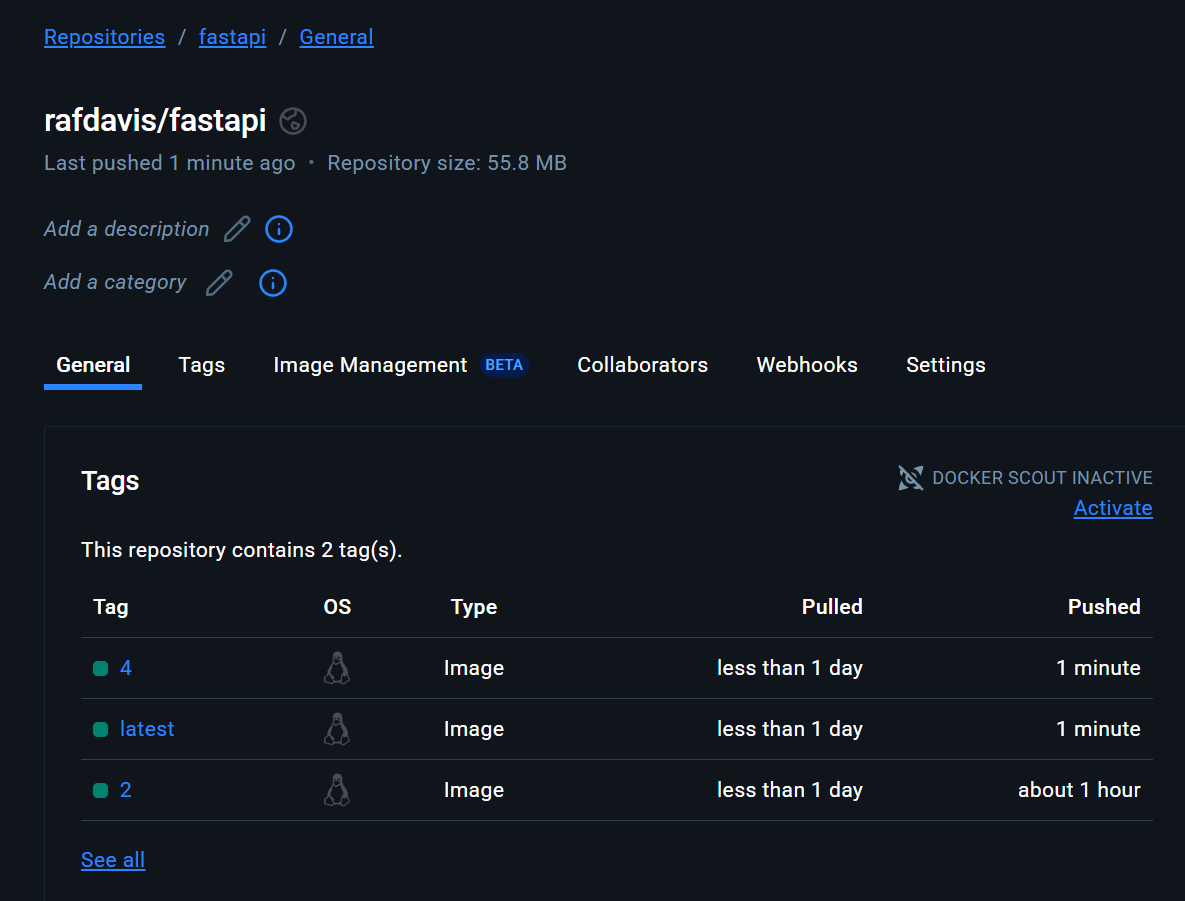 Repositories / fastapi / General
rafdavis/fastapi
Last pushed 1 minute ago • Repository size: 55.8 MB
Add a description
Add a category
General Tags Image Management BETA Collaborators Webhooks Settings
Tags DOCKER SCOUT INACTIVE
Activate
This repository contains 2 tag(s).
Tag OS Type Pulled Pushed
4 Image less than 1 day 1 minute
latest Image less than 1 day 1 minute
2 Image less than 1 day about 1 hour
See all